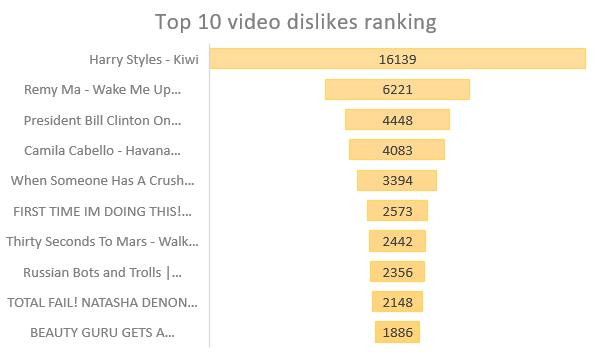 Top 10 video dislikes ranking
Harry Styles - Kiwi 16139
Remy Ma - Wake Me Up... 6221
President Bill Clinton On... 4448
Camila Cabello - Havana... 4083
When Someone Has A Crush... 3394
FIRST TIME IM DOING THIS!... 2573
Thirty Seconds To Mars - Walk... 2442
Russian Bots and Trolls |... 2356
TOTAL FAIL! NATASHA DENON... 2148
BEAUTY GURU GETS A... 1886